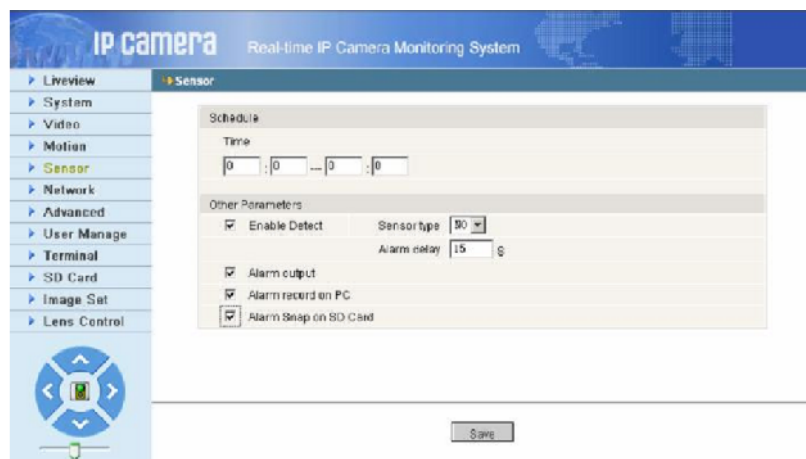 IP camera Real-time IP Camera Monitoring System
Liveview
System
Video
Motion
Sensor
Network
Advanced
User Manage
Terminal
SD Card
Image Set
Lens Control
Sensor
Schedule
Time
0 : 0 --- 0 : 0
Other Parameters
Enable Detect Sensor type NO
Alarm delay 15 S
Alarm output
Alarm record on PC
Alarm Snap on SD Card
Save